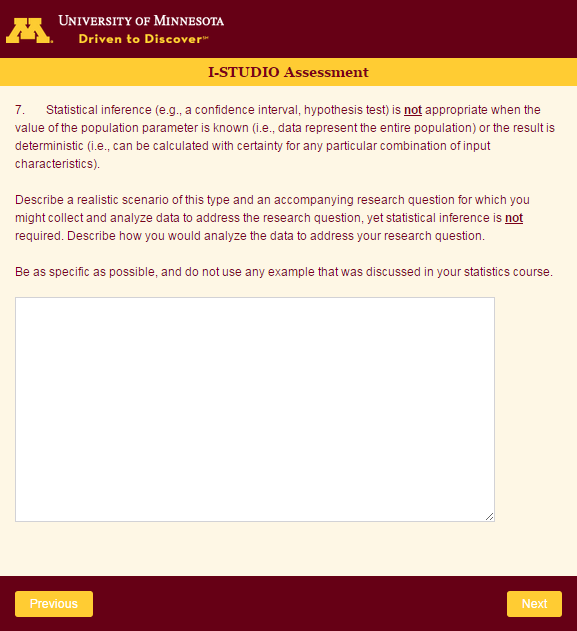 UNIVERSITY OF MINNESOTA
Driven to Discover℠
I-STUDIO Assessment
7. Statistical inference (e.g., a confidence interval, hypothesis test) is not appropriate when the
value of the population parameter is known (i.e., data represent the entire population) or the result is
deterministic (i.e., can be calculated with certainty for any particular combination of input
characteristics).
Describe a realistic scenario of this type and an accompanying research question for which you
might collect and analyze data to address the research question, yet statistical inference is not
required. Describe how you would analyze the data to address your research question.
Be as specific as possible, and do not use any example that was discussed in your statistics course.
Previous
Next